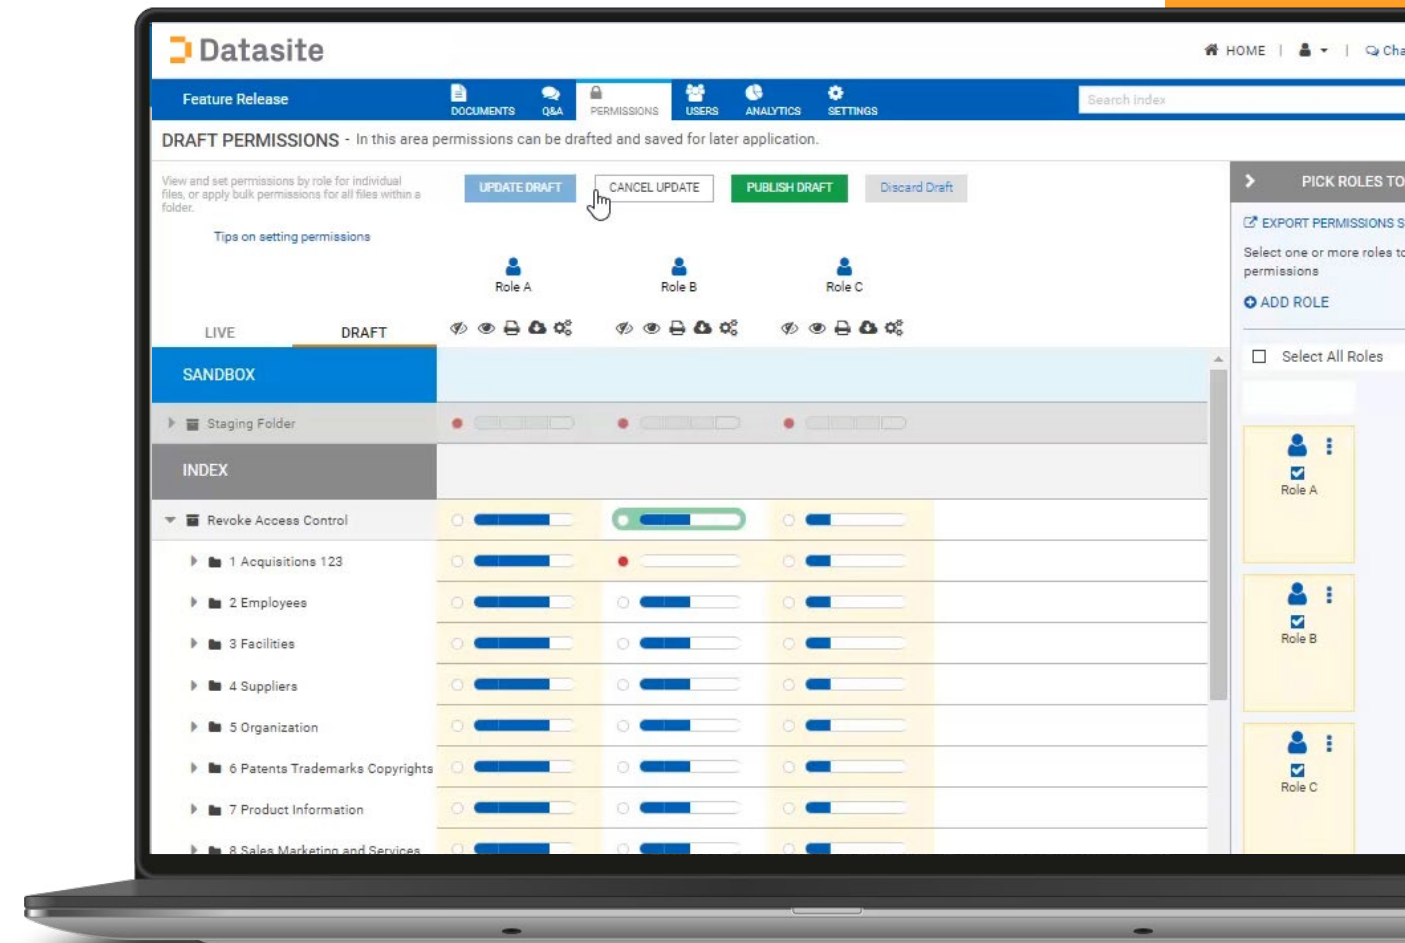 Datasite
HOME | | Cha
Feature Release
DOCUMENTS Q&A PERMISSIONS USERS ANALYTICS SETTINGS
Search index
DRAFT PERMISSIONS - In this area permissions can be drafted and saved for later application.
View and set permissions by role for individual
files, or apply bulk permissions for all files within a
folder.
Tips on setting permissions
UPDATE DRAFT
CANCEL UPDATE
PUBLISH DRAFT
Discard Draft
PICK ROLES TO
EXPORT PERMISSIONS S
Select one or more roles to
permissions
ADD ROLE
Select All Roles
Role A Role B Role C
LIVE DRAFT
SANDBOX
Staging Folder
INDEX
Revoke Access Control
1 Acquisitions 123
2 Employees
3 Facilities
4 Suppliers
5 Organization
6 Patents Trademarks Copyrights
7 Product Information
8 Sales Marketing and Services
Role A
Role B
Role C